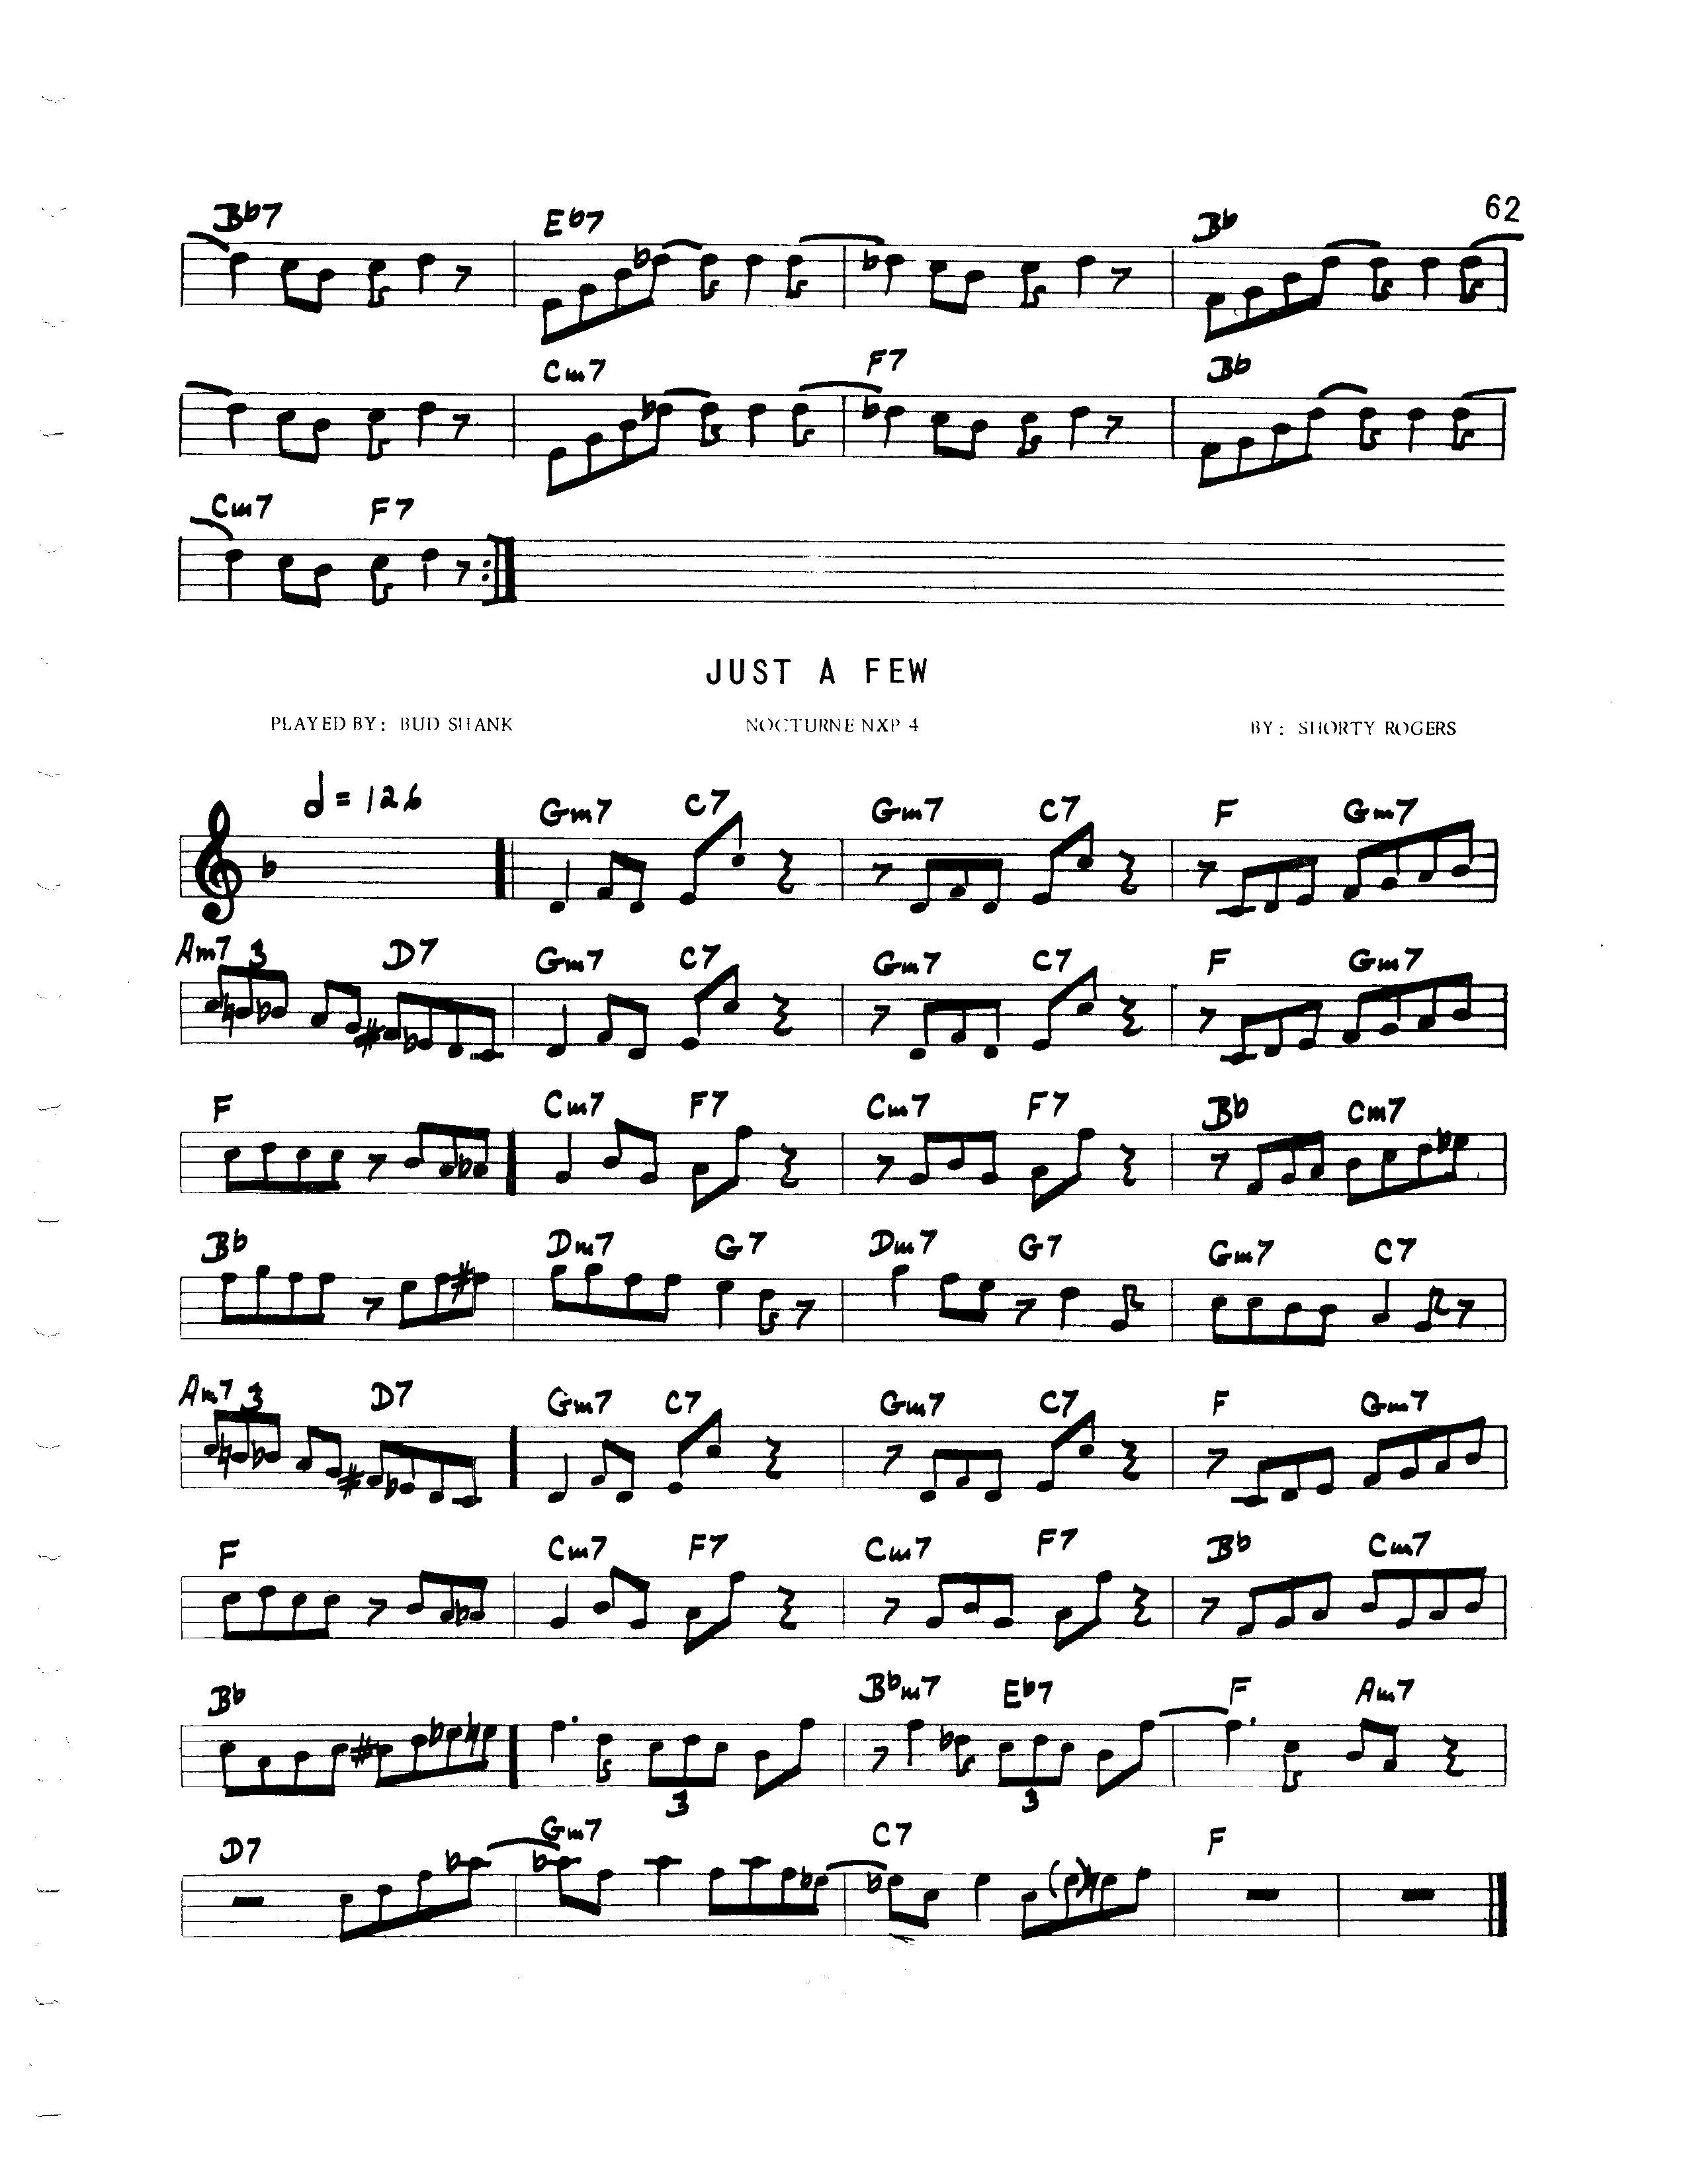 62
Bb7 Eb7 Bb
Cm7 F7 Bb
Cm7 F7
JUST A FEW
PLAYED BY: BUD SHANK NOCTURNE NXP 4 BY: SHORTY ROGERS
= 126
Gm7 C7 Gm7 C7 F Gm7
Am7 3 D7 Gm7 C7 Gm7 C7 F Gm7
F Cm7 F7 Cm7 F7 Bb Cm7
Bb Dm7 G7 Dm7 G7 Gm7 C7
Am7 3 D7 Gm7 C7 Gm7 C7 F Gm7
F Cm7 F7 Cm7 F7 Bb Cm7
Bb Bbm7 Eb7 F Am7
3 3
D7 Gm7 C7 F